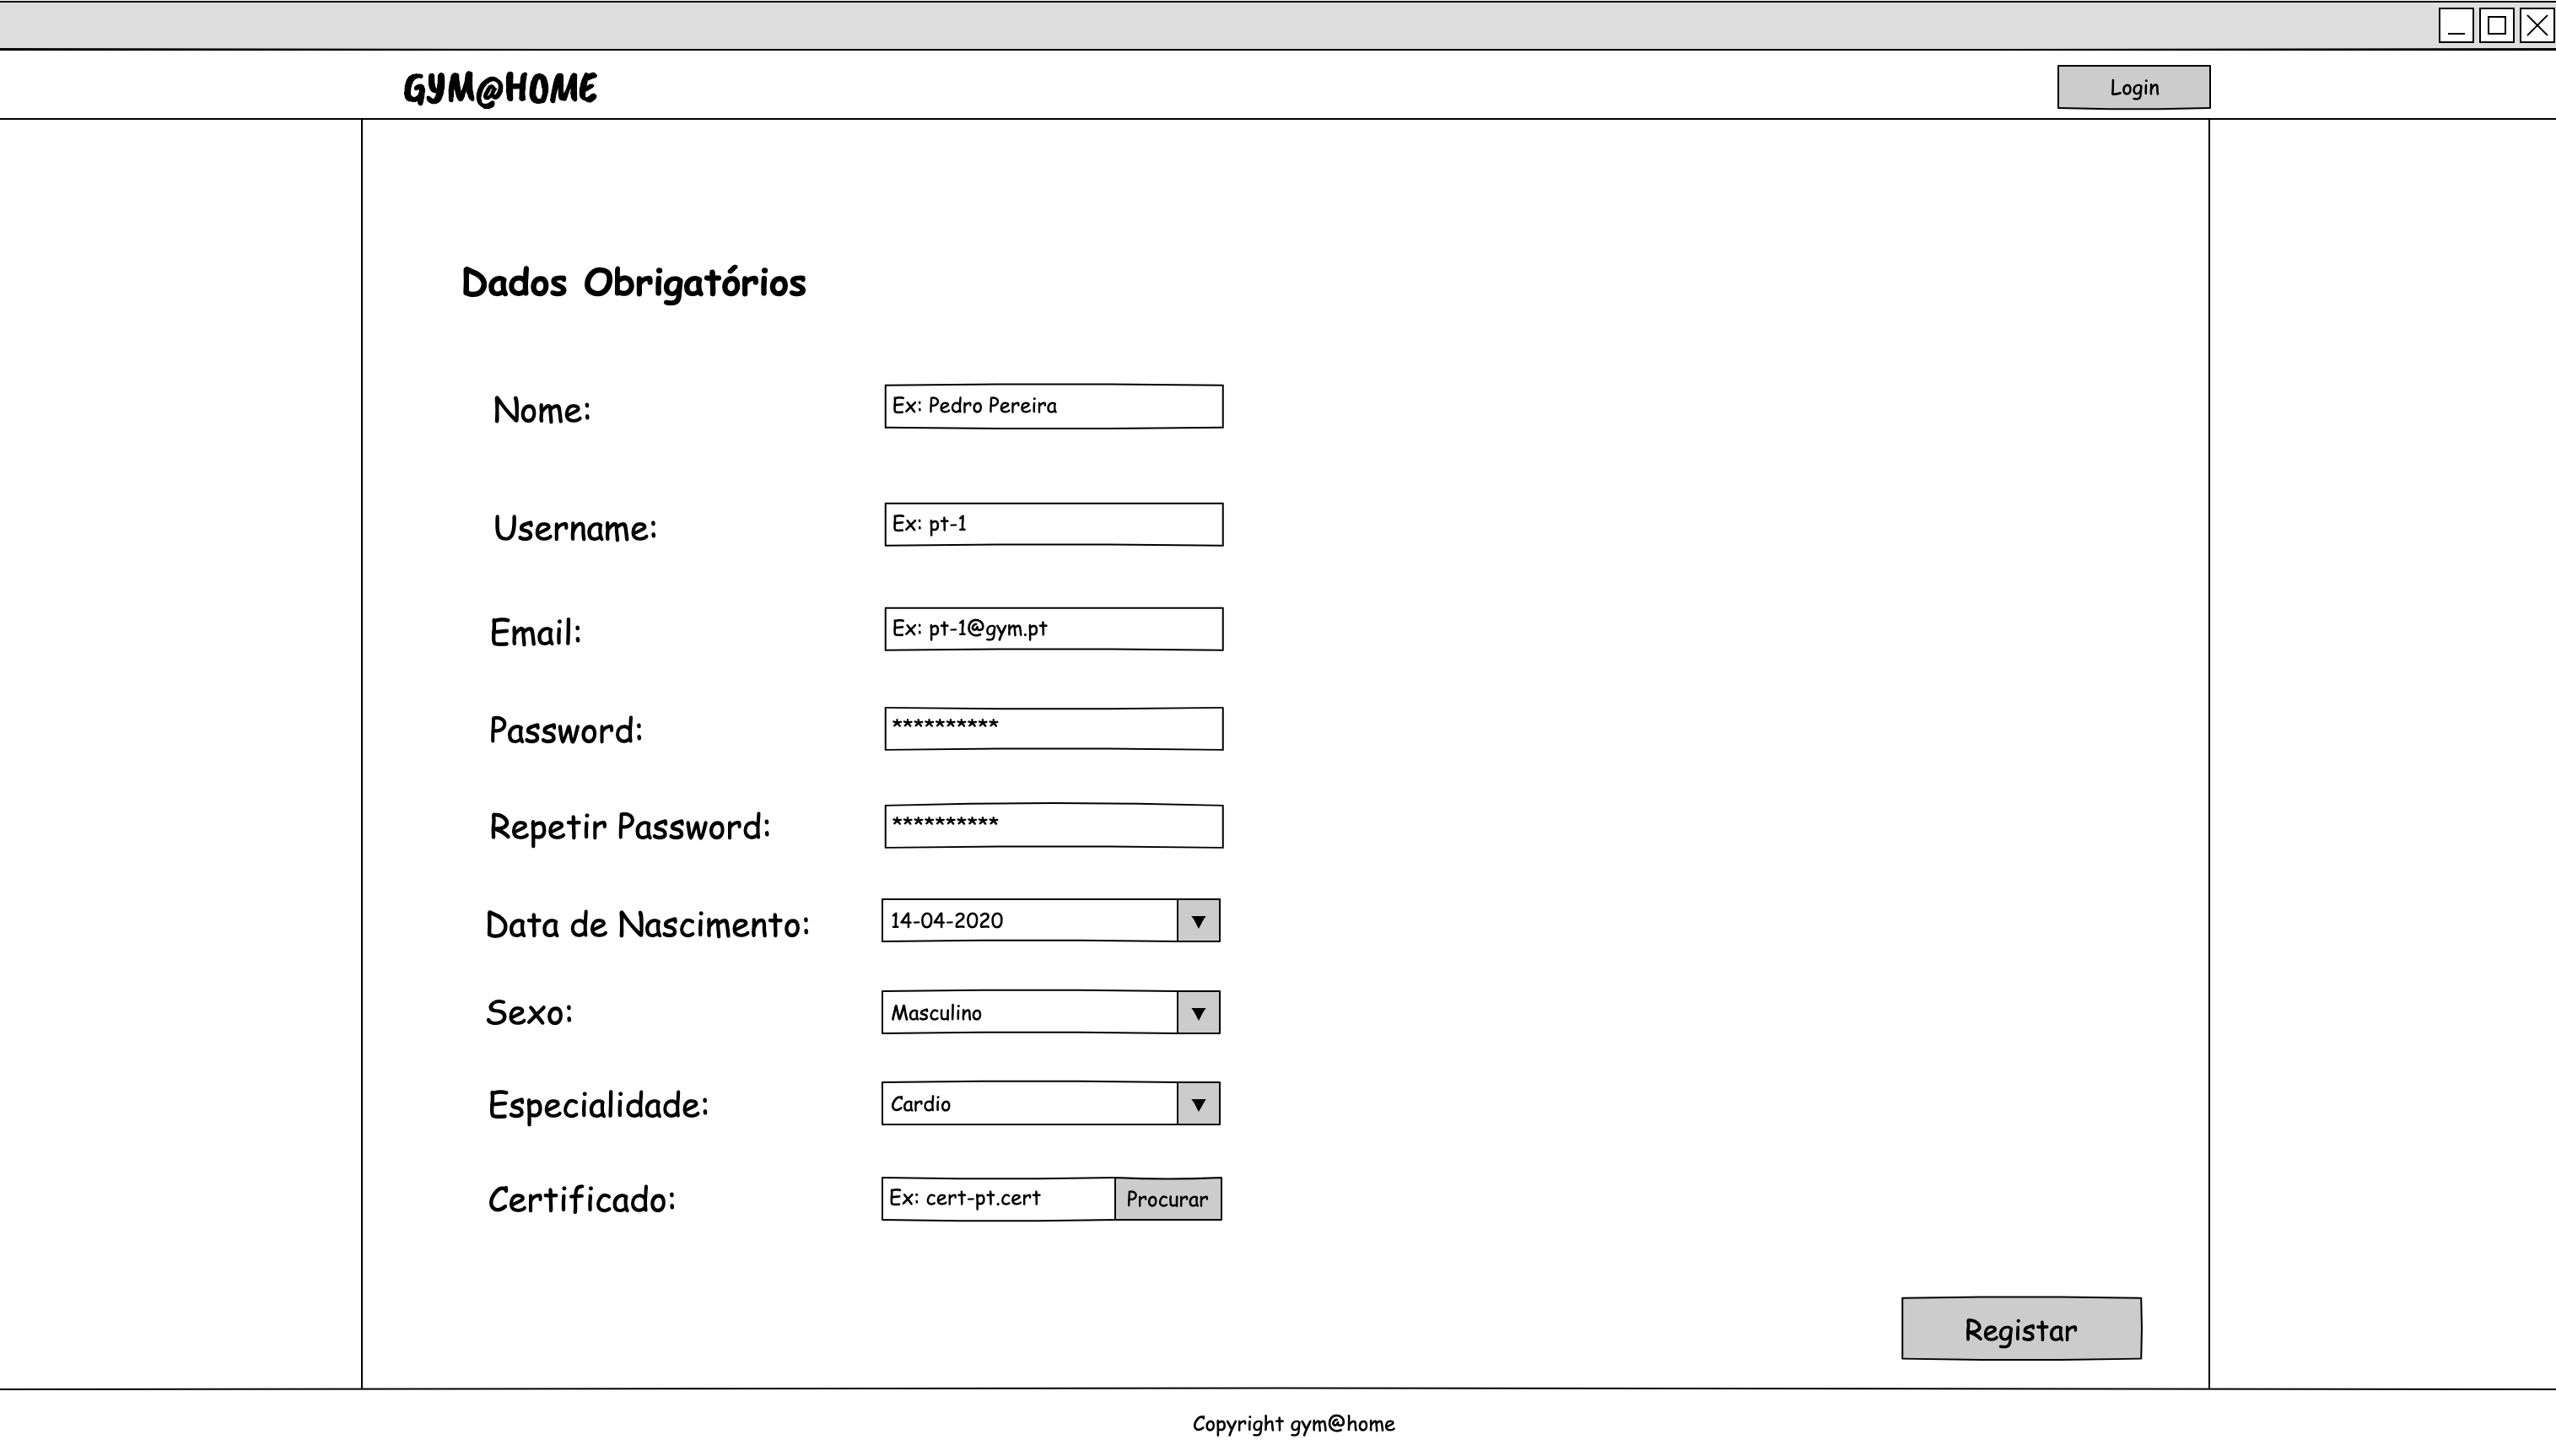 GYM@HOME
Login
Dados Obrigatórios
Nome:
Ex: Pedro Pereira
Username:
Ex: pt-1
Email:
Ex: pt-1@gym.pt
Password:
**********
Repetir Password:
**********
Data de Nascimento:
14-04-2020
Sexo:
Masculino
Especialidade:
Cardio
Certificado:
Ex: cert-pt.cert
Procurar
Registar
Copyright gym@home